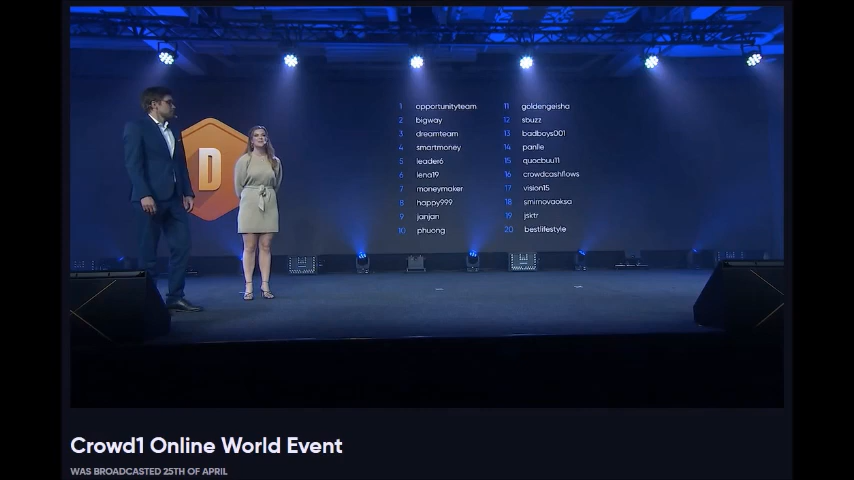 D
1 opportunityteam
2 bigway
3 dreamteam
4 smartmoney
5 leader6
6 lena19
7 moneymaker
8 happy999
9 janjan
10 phuong
11 goldengeisha
12 sbuzz
13 badboys001
14 panlie
15 quocbuu11
16 crowdcashflows
17 vision15
18 smirnovaoksa
19 jsktr
20 bestlifestyle
Crowd1 Online World Event
WAS BROADCASTED 25TH OF APRIL